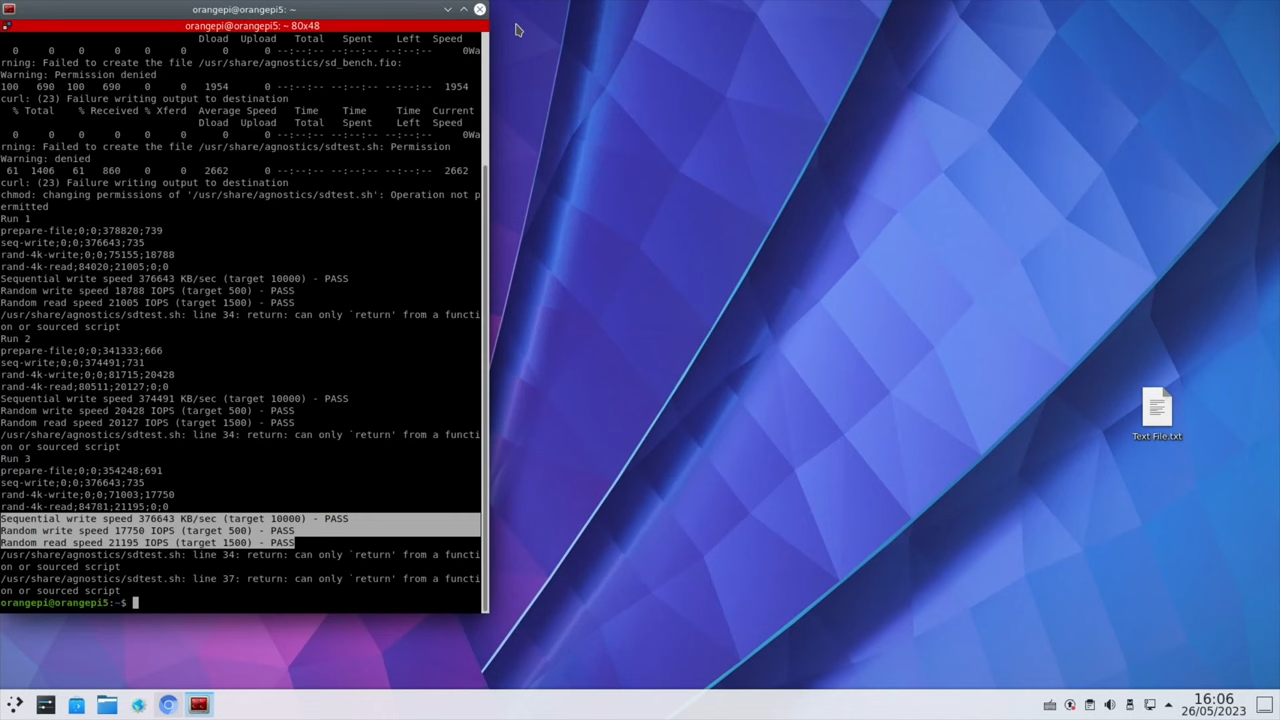 orangepi@orangepi5: ~
orangepi@orangepi5: ~ 80x48
Dload  Upload   Total   Spent    Left  Speed
0     0    0     0    0     0      0      0 --:--:-- --:--:-- --:--:--     0Wa
rning: Failed to create the file /usr/share/agnostics/sd_bench.fio:
Warning: Permission denied
100   690  100   690    0     0   1954      0 --:--:-- --:--:-- --:--:--  1954
curl: (23) Failure writing output to destination
% Total    % Received % Xferd  Average Speed   Time    Time     Time  Current
Dload  Upload   Total   Spent    Left  Speed
0     0    0     0    0     0      0      0 --:--:-- --:--:-- --:--:--     0Wa
rning: Failed to create the file /usr/share/agnostics/sdtest.sh: Permission
Warning: denied
61  1406   61   860    0     0   2662      0 --:--:-- --:--:-- --:--:--  2662
curl: (23) Failure writing output to destination
chmod: changing permissions of '/usr/share/agnostics/sdtest.sh': Operation not p
ermitted
Run 1
prepare-file;0;0;378820;739
seq-write;0;0;376643;735
rand-4k-write;0;0;75155;18788
rand-4k-read;84020;21005;0;0
Sequential write speed 376643 KB/sec (target 10000) - PASS
Random write speed 18788 IOPS (target 500) - PASS
Random read speed 21005 IOPS (target 1500) - PASS
/usr/share/agnostics/sdtest.sh: line 34: return: can only `return' from a functi
on or sourced script
Run 2
prepare-file;0;0;341333;666
seq-write;0;0;374491;731
rand-4k-write;0;0;81715;20428
rand-4k-read;80511;20127;0;0
Sequential write speed 374491 KB/sec (target 10000) - PASS
Random write speed 20428 IOPS (target 500) - PASS
Random read speed 20127 IOPS (target 1500) - PASS
/usr/share/agnostics/sdtest.sh: line 34: return: can only `return' from a functi
on or sourced script
Run 3
prepare-file;0;0;354248;691
seq-write;0;0;376643;735
rand-4k-write;0;0;71003;17750
rand-4k-read;84781;21195;0;0
Sequential write speed 376643 KB/sec (target 10000) - PASS
Random write speed 17750 IOPS (target 500) - PASS
Random read speed 21195 IOPS (target 1500) - PASS
/usr/share/agnostics/sdtest.sh: line 34: return: can only `return' from a functi
on or sourced script
/usr/share/agnostics/sdtest.sh: line 37: return: can only `return' from a functi
on or sourced script
orangepi@orangepi5:~$
Text File.txt
16:06
26/05/2023